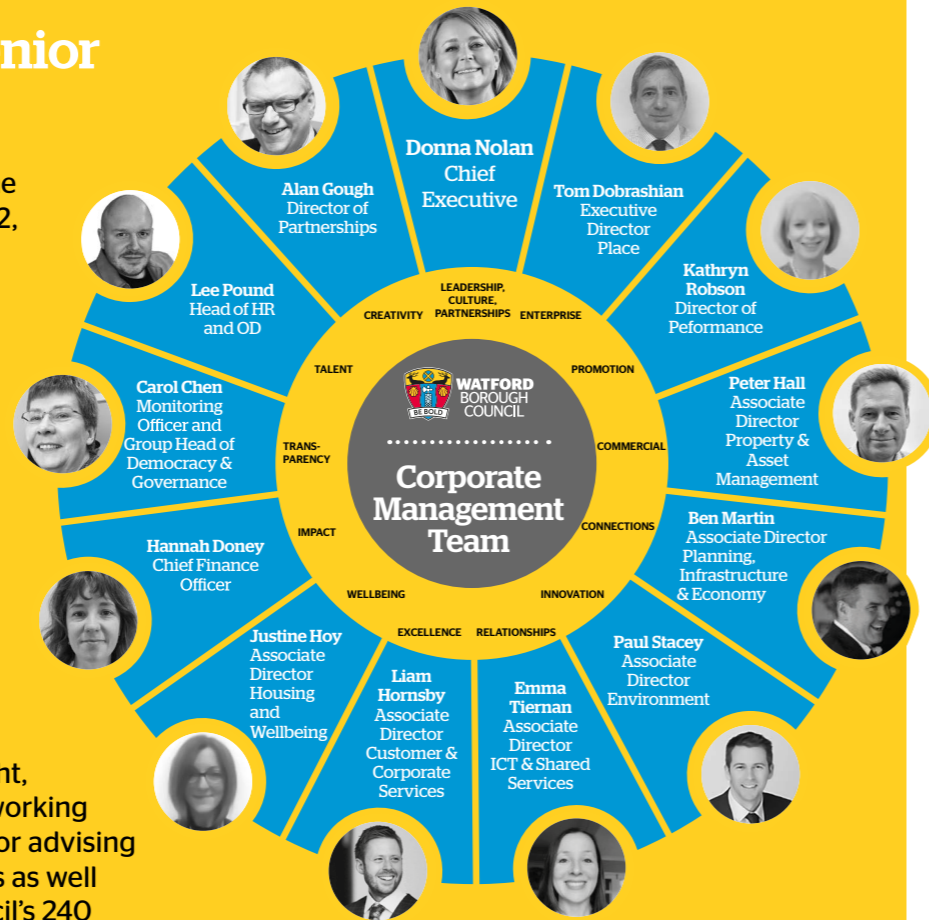 nior
e
2,
ht,
working
or advising
s as well
cil's 240
Donna Nolan
Chief
Executive
Tom Dobrashian
Executive
Director
Place
Kathryn
Robson
Director of
Peformance
Peter Hall
Associate
Director
Property &
Asset
Management
Ben Martin
Associate Director
Planning,
Infrastructure
& Economy
Paul Stacey
Associate
Director
Environment
Emma
Tiernan
Associate
Director
ICT & Shared
Services
Liam
Hornsby
Associate
Director
Customer &
Corporate
Services
Justine Hoy
Associate
Director
Housing
and
Wellbeing
Hannah Doney
Chief Finance
Officer
Carol Chen
Monitoring
Officer and
Group Head of
Democracy &
Governance
Lee Pound
Head of HR
and OD
Alan Gough
Director of
Partnerships
LEADERSHIP,
CULTURE,
PARTNERSHIPS
ENTERPRISE
PROMOTION
COMMERCIAL
CONNECTIONS
INNOVATION
RELATIONSHIPS
EXCELLENCE
WELLBEING
IMPACT
TRANS-
PARENCY
TALENT
CREATIVITY
BE BOLD
WATFORD
BOROUGH
COUNCIL
Corporate
Management
Team